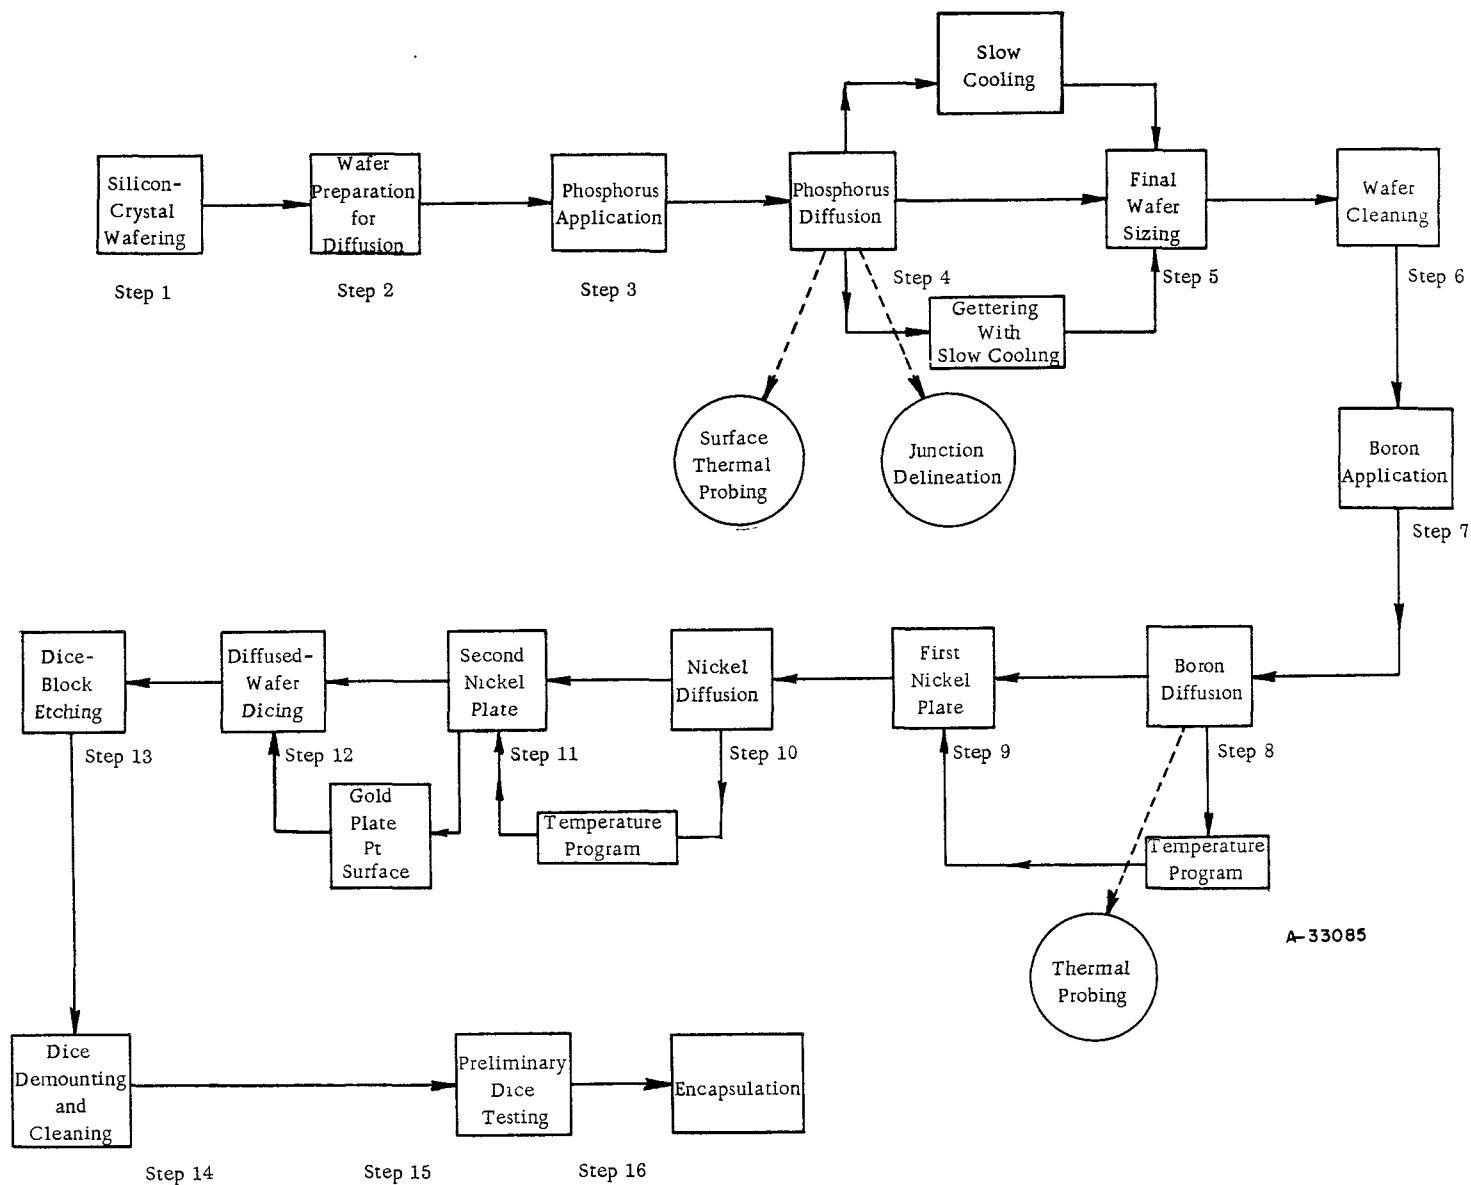 Slow
Cooling
Silicon-
Crystal
Wafering
Wafer
Preparation
for
Diffusion
Phosphorus
Application
Phosphorus
Diffusion
Final
Wafer
Sizing
Wafer
Cleaning
Step 1
Step 2
Step 3
Step 4
Step 5
Step 6
Gettering
With
Slow Cooling
Surface
Thermal
Probing
Junction
Delineation
Boron
Application
Step 7
Dice-
Block
Etching
Diffused-
Wafer
Dicing
Second
Nickel
Plate
Nickel
Diffusion
First
Nickel
Plate
Boron
Diffusion
Step 13
Step 12
Step 11
Step 10
Step 9
Step 8
Gold
Plate
Pt
Surface
Temperature
Program
Temperature
Program
A-33085
Thermal
Probing
Dice
Demounting
and
Cleaning
Preliminary
Dice
Testing
Encapsulation
Step 14
Step 15
Step 16